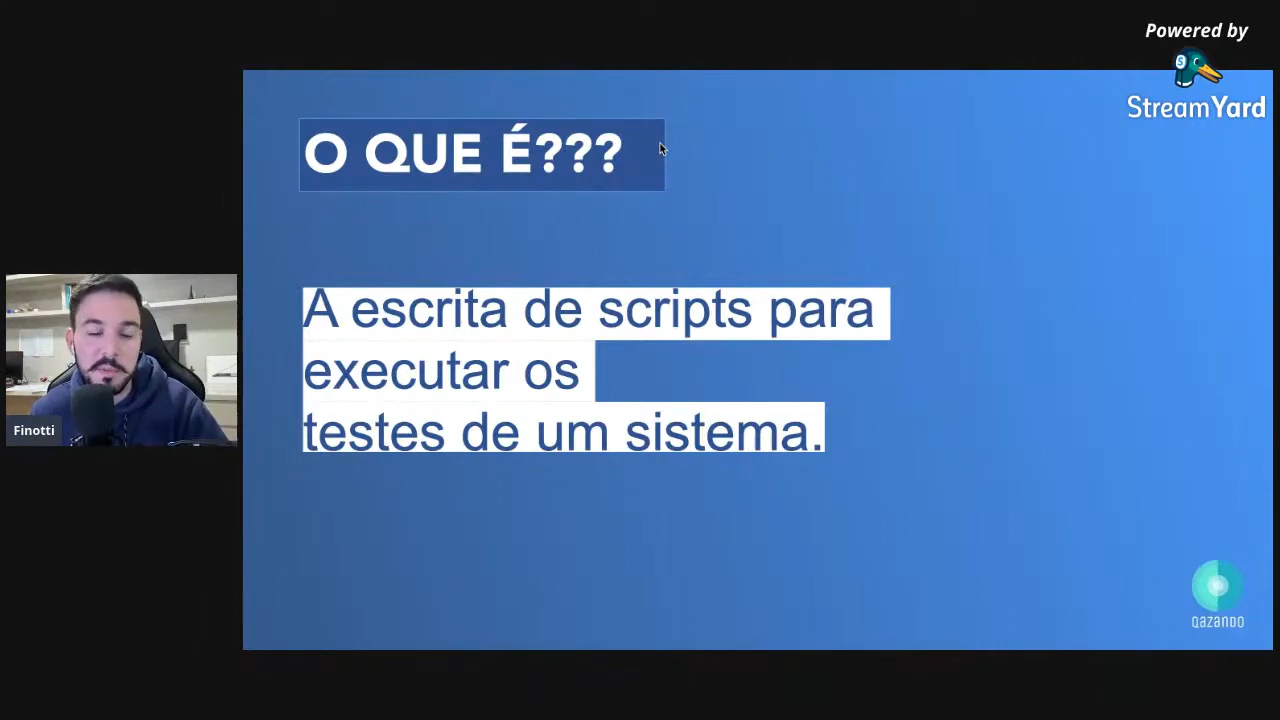 Powered by
StreamYard
O QUE É???
A escrita de scripts para
executar os
testes de um sistema.
Finotti
QAZANDO